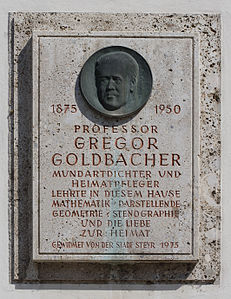 1875 1950
PROFESSOR
GREGOR
GOLDBACHER
MUNDARTDICHTER UND
HEIMATPFLEGER
LEHRTE IN DIESEM HAUSE
MATHEMATIK · DARSTELLENDE
GEOMETRIE · STENOGRAPHIE
UND DIE LIEBE
ZUR HEIMAT
GEWIDMET VON DER STADT STEYR 1975